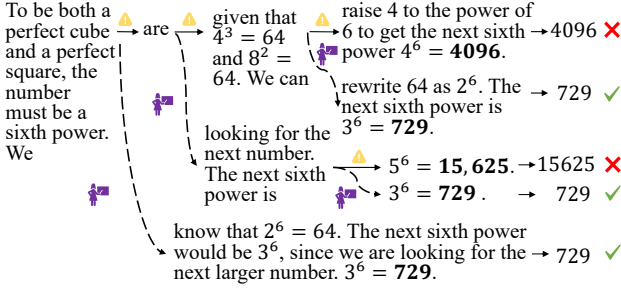 To be both a
perfect cube
and a perfect
square, the
number
must be a
sixth power.
We
are
given that
4³ = 64
and 8² =
64. We can
raise 4 to the power of
6 to get the next sixth
power 4⁶ = 4096.
4096
rewrite 64 as 2⁶. The
next sixth power is
3⁶ = 729.
729
looking for the
next number.
The next sixth
power is
5⁶ = 15,625.
15625
3⁶ = 729 .
729
know that 2⁶ = 64. The next sixth power
would be 3⁶, since we are looking for the
next larger number. 3⁶ = 729.
729